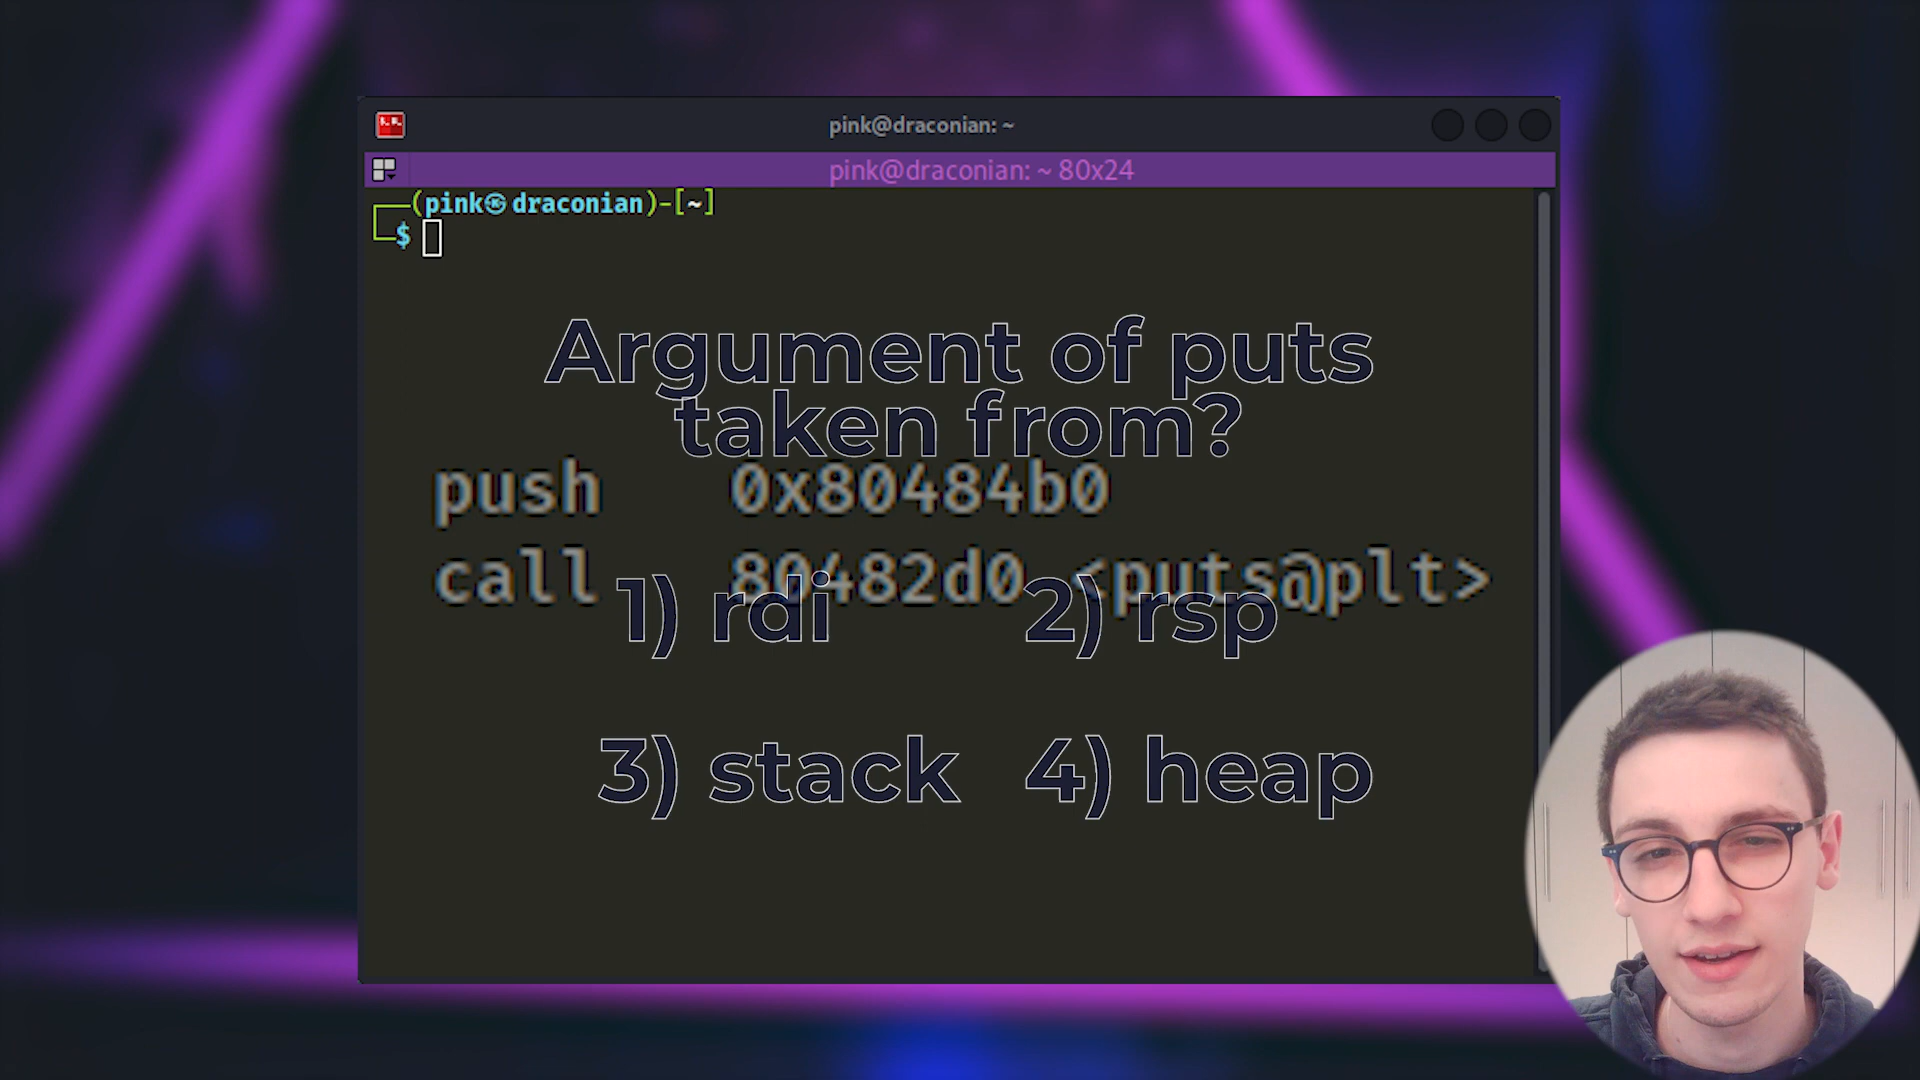 pink@draconian: ~
pink@draconian: ~ 80x24
(pink㉿draconian)-[~]
$
Argument of puts
taken from?
push 0x80484b0
call 80482d0 <puts@plt>
1) rdi 2) rsp
3) stack 4) heap